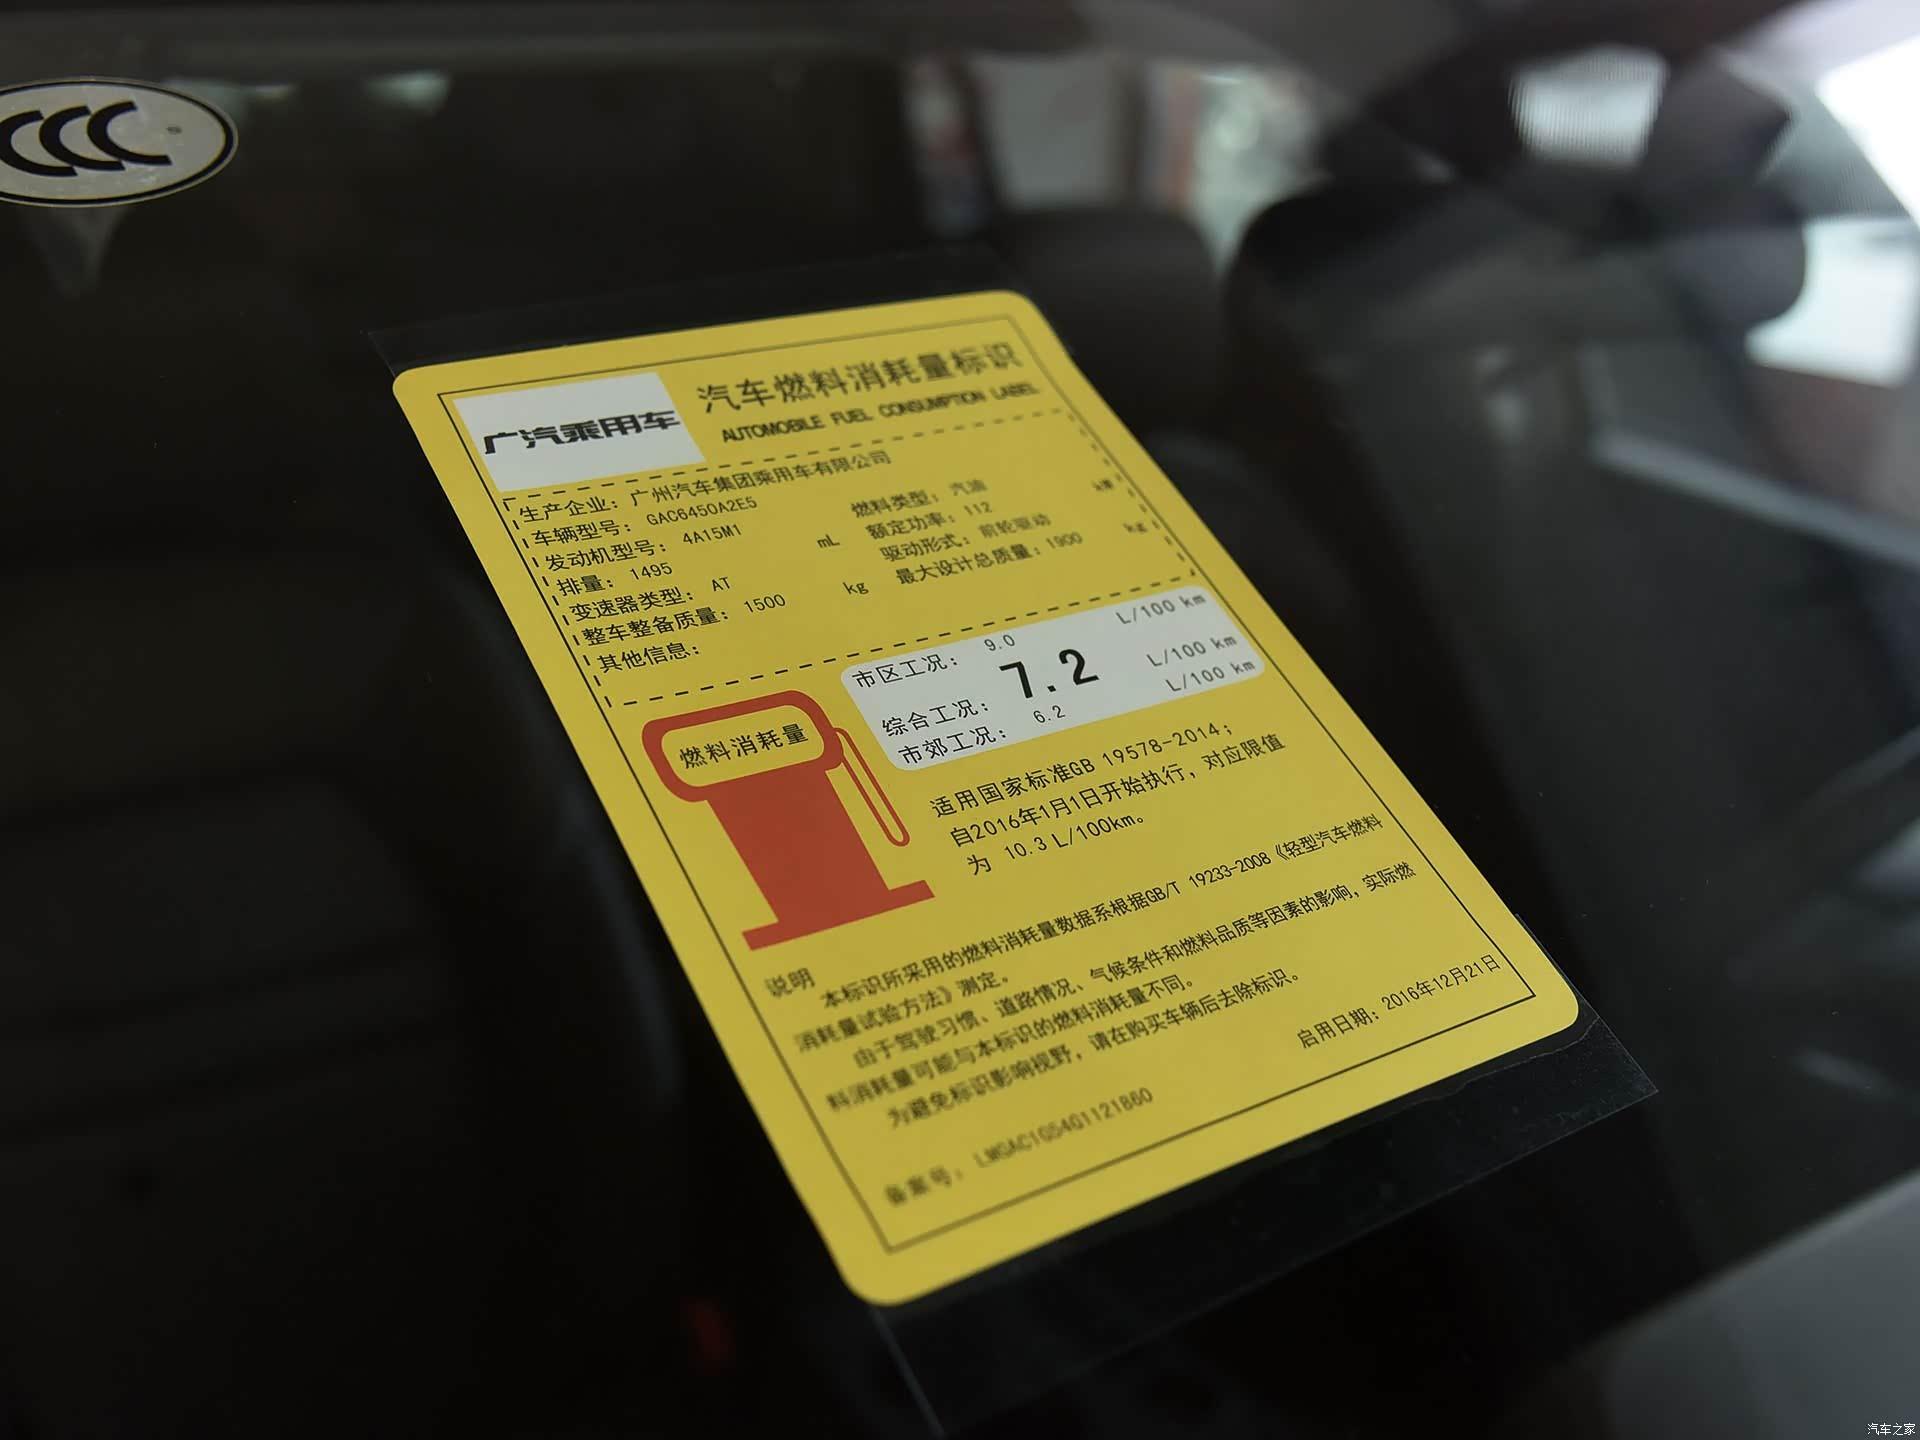 CCC
广汽乘用车
汽车燃料消耗量标识
AUTOMOBILE FUEL CONSUMPTION LABEL
生产企业：广州汽车集团乘用车有限公司
车辆型号：GAC6450A2E5 燃料类型：汽油
发动机型号：4A15M1 额定功率：112 kW
排量：1495 mL 驱动形式：前轮驱动
变速器类型：AT 最大设计总质量：1900 kg
整车整备质量：1500 kg
其他信息：
燃料消耗量
市区工况：9.0 L/100 km
综合工况：7.2 L/100 km
市郊工况：6.2 L/100 km
适用国家标准GB 19578-2014；
自2016年1月1日开始执行，对应限值
为 10.3 L/100km。
说明
本标识所采用的燃料消耗量数据系根据GB/T 19233-2008《轻型汽车燃料
消耗量试验方法》测定。
由于驾驶习惯、道路情况、气候条件和燃料品质等因素的影响，实际燃
料消耗量可能与本标识的燃料消耗量不同。
为避免标识影响视野，请在购买车辆后去除标识。
备案号：
启用日期：2016年12月21日
汽车之家